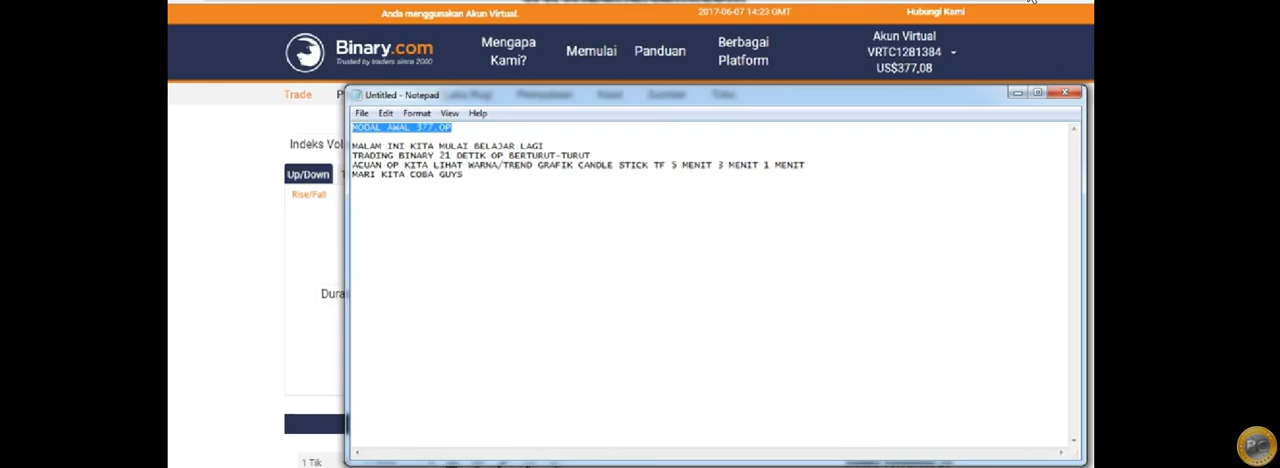 Anda menggunakan Akun Virtual.
2017-06-07 14:23 GMT
Hubungi Kami
Binary.com
Trusted by traders since 2000
Mengapa Kami?
Memulai
Panduan
Berbagai Platform
Akun Virtual
VRTC1281384
US$377,08
Trade
Untitled - Notepad
File Edit Format View Help
MODAL AWAL 377.OP
MALAM INI KITA MULAI BELAJAR LAGI
TRADING BINARY 21 DETIK OP BERTURUT-TURUT
ACUAN OP KITA LIHAT WARNA/TREND GRAFIK CANDLE STICK TF 5 MENIT 3 MENIT 1 MENIT
MARI KITA COBA GUYS
Indeks Vol
Up/Down
Rise/Fall
Dura
1 Tik